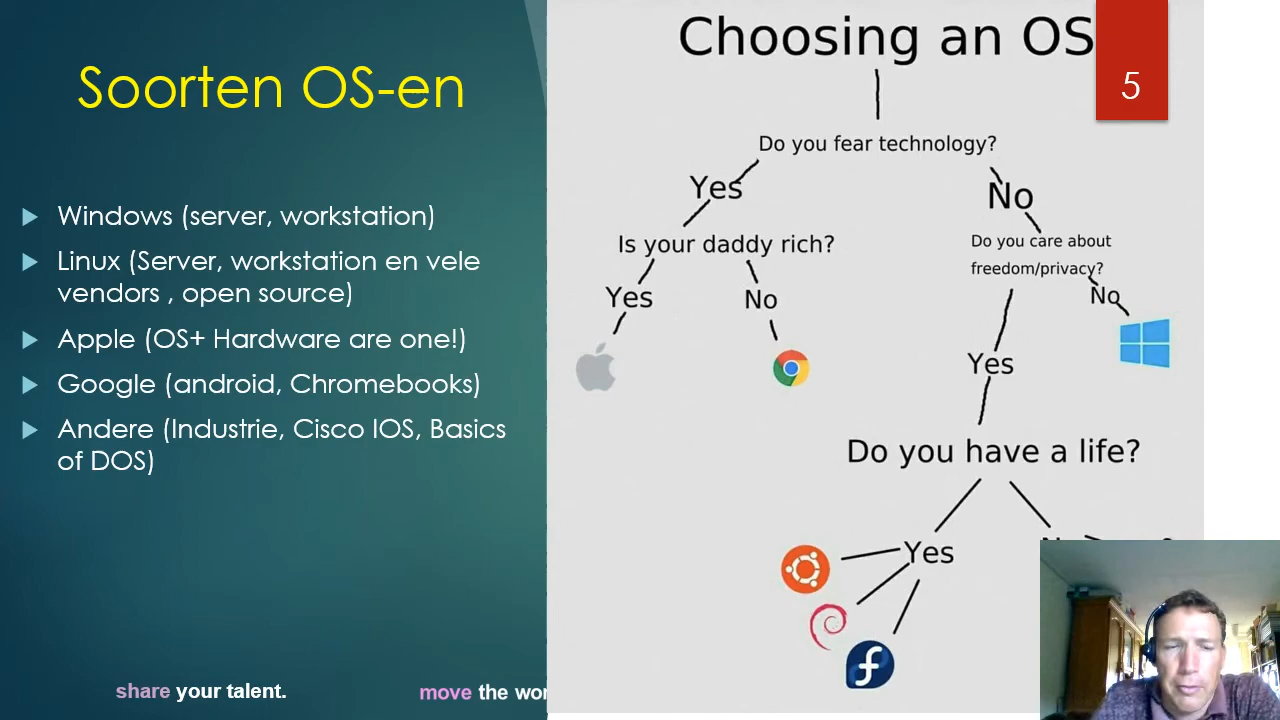 Soorten OS-en
Windows (server, workstation)
Linux (Server, workstation en vele
vendors , open source)
Apple (OS+ Hardware are one!)
Google (android, Chromebooks)
Andere (Industrie, Cisco IOS, Basics
of DOS)
share your talent.
move the
Choosing an OS
5
Do you fear technology?
Yes
No
Is your daddy rich?
Do you care about
freedom/privacy?
Yes
No
No
Yes
Do you have a life?
Yes